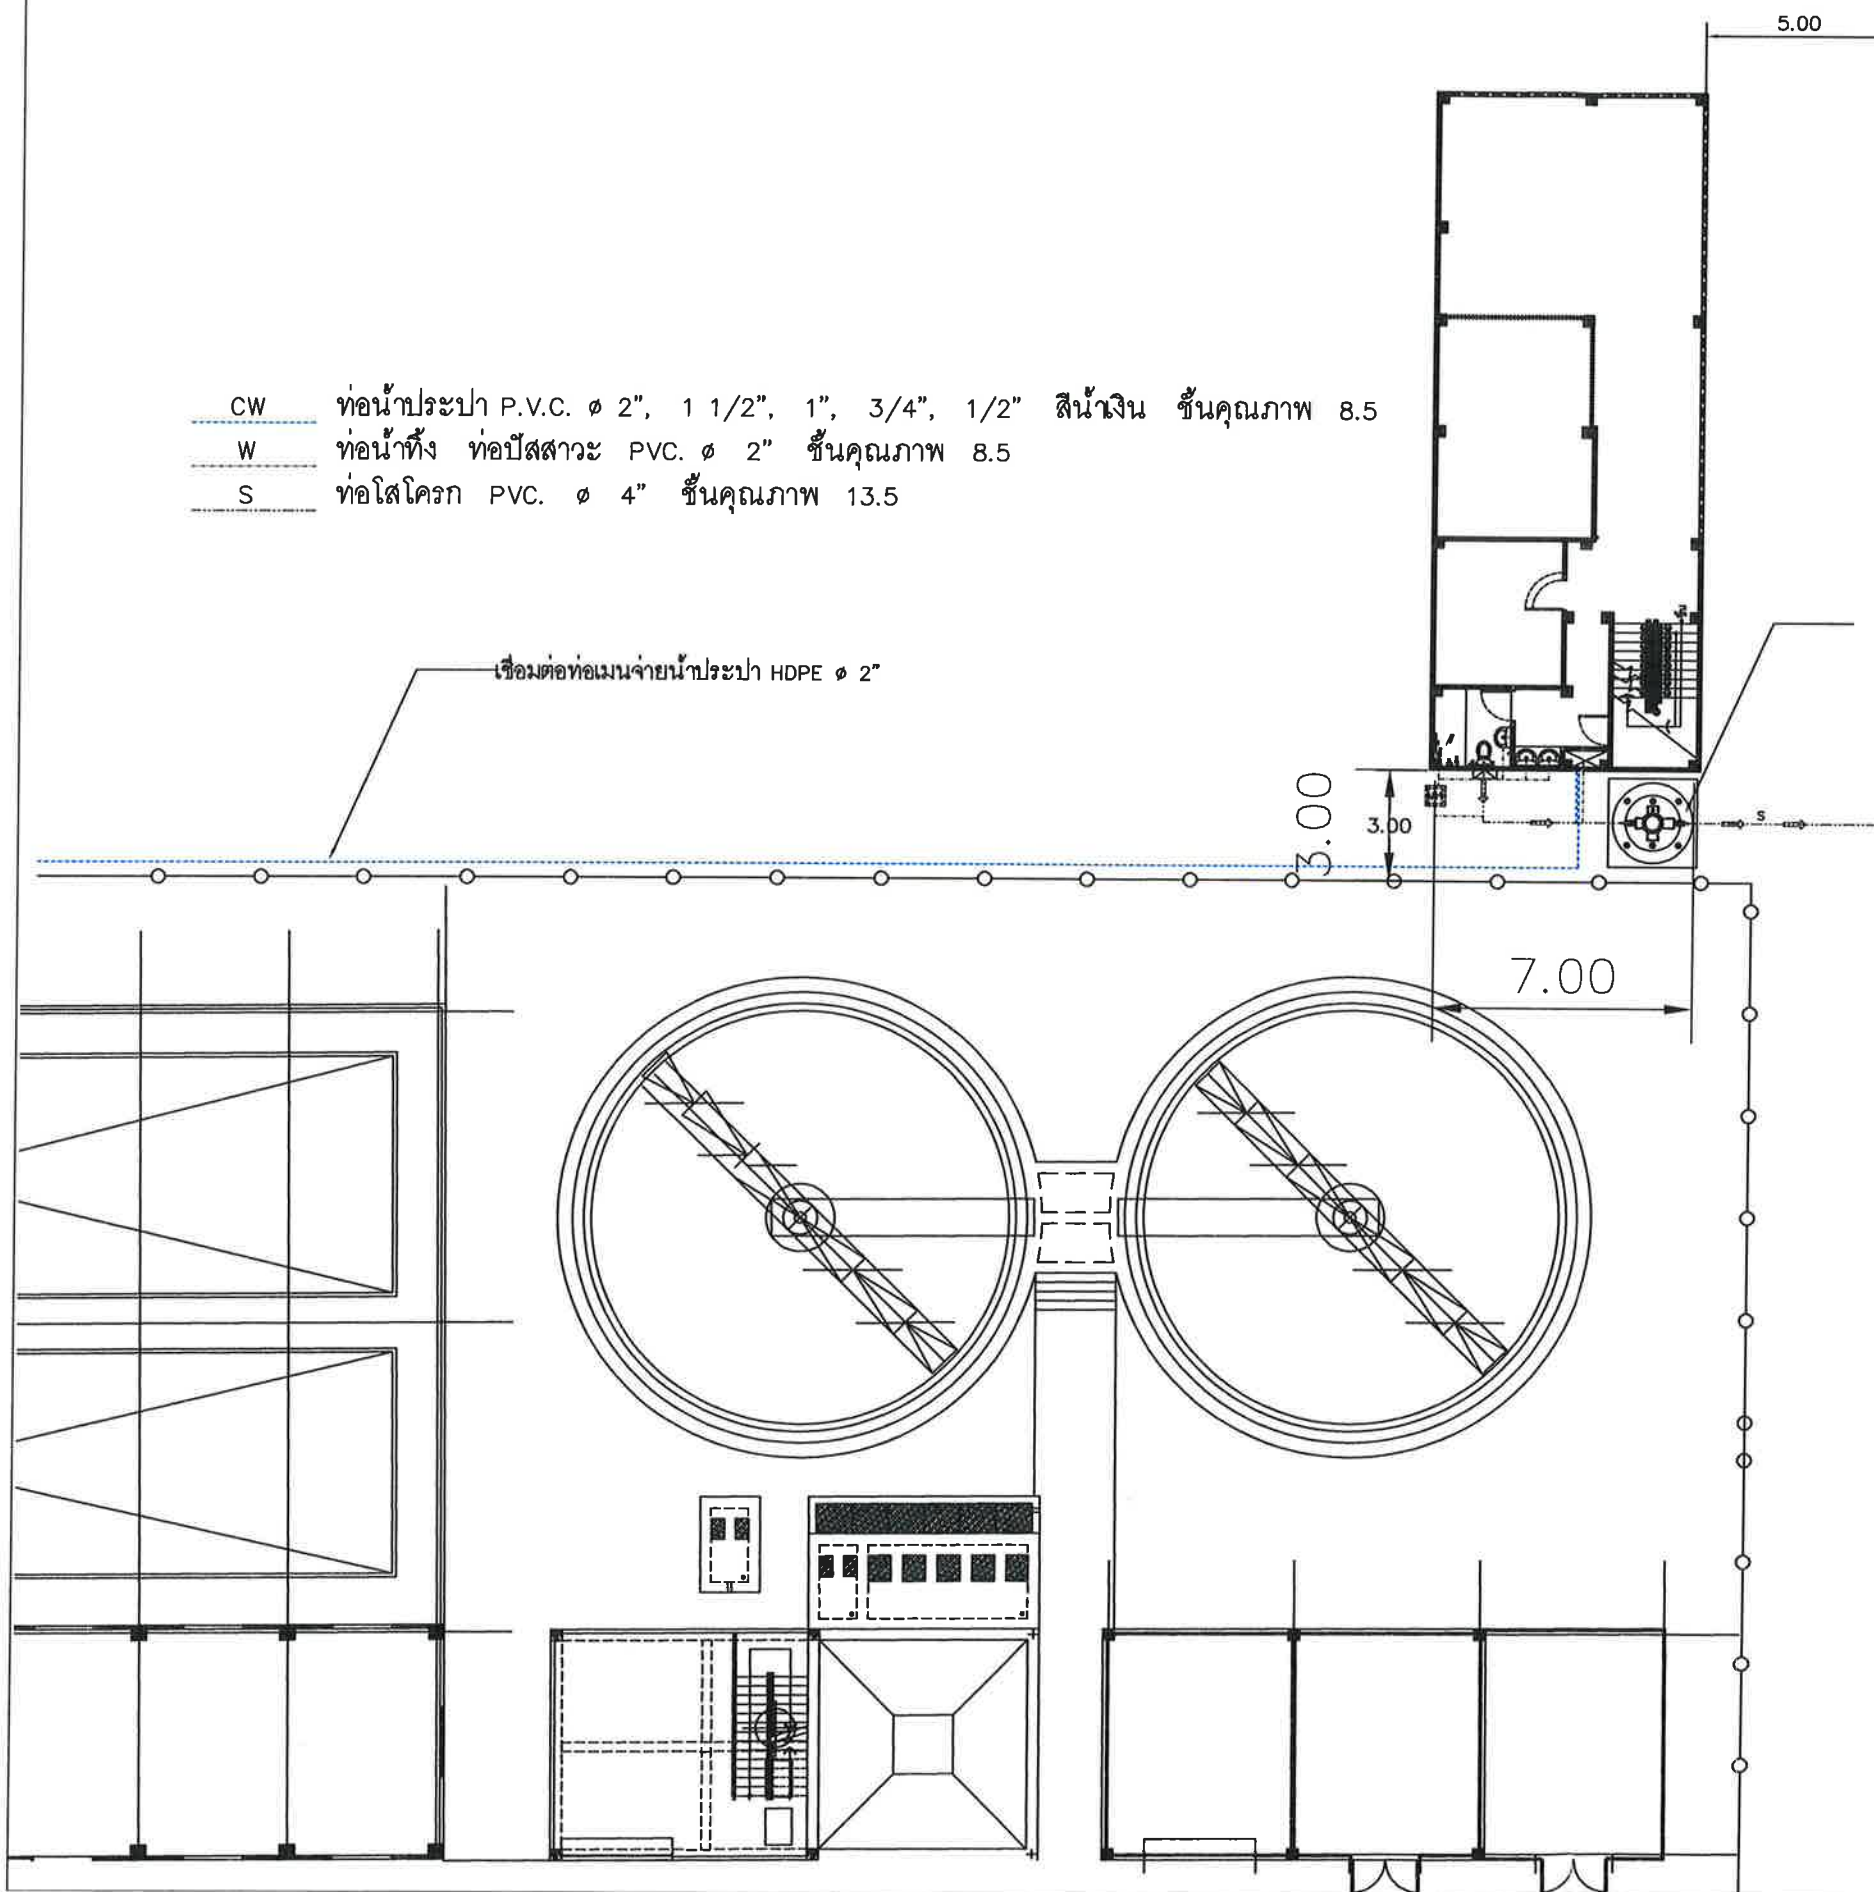 5.00
CW ท่อน้ำประปา P.V.C. ø 2", 1 1/2", 1", 3/4", 1/2" สีน้ำเงิน ชั้นคุณภาพ 8.5
W ท่อน้ำทิ้ง ท่อปัสสาวะ PVC. ø 2" ชั้นคุณภาพ 8.5
S ท่อโสโครก PVC. ø 4" ชั้นคุณภาพ 13.5
เชื่อมต่อท่อเมนจ่ายน้ำประปา HDPE ø 2"
3.00
3.00
S
7.00